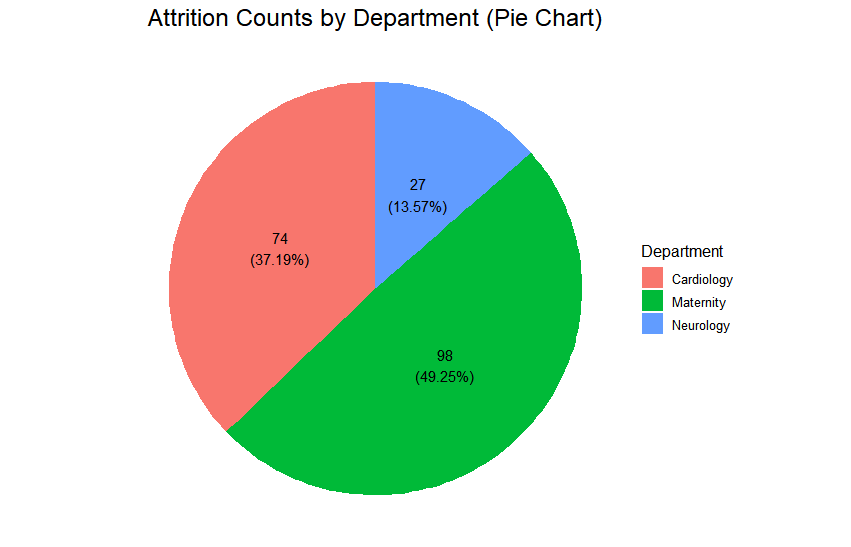 Attrition Counts by Department (Pie Chart)
27
(13.57%)
74
(37.19%)
98
(49.25%)
Department
Cardiology
Maternity
Neurology